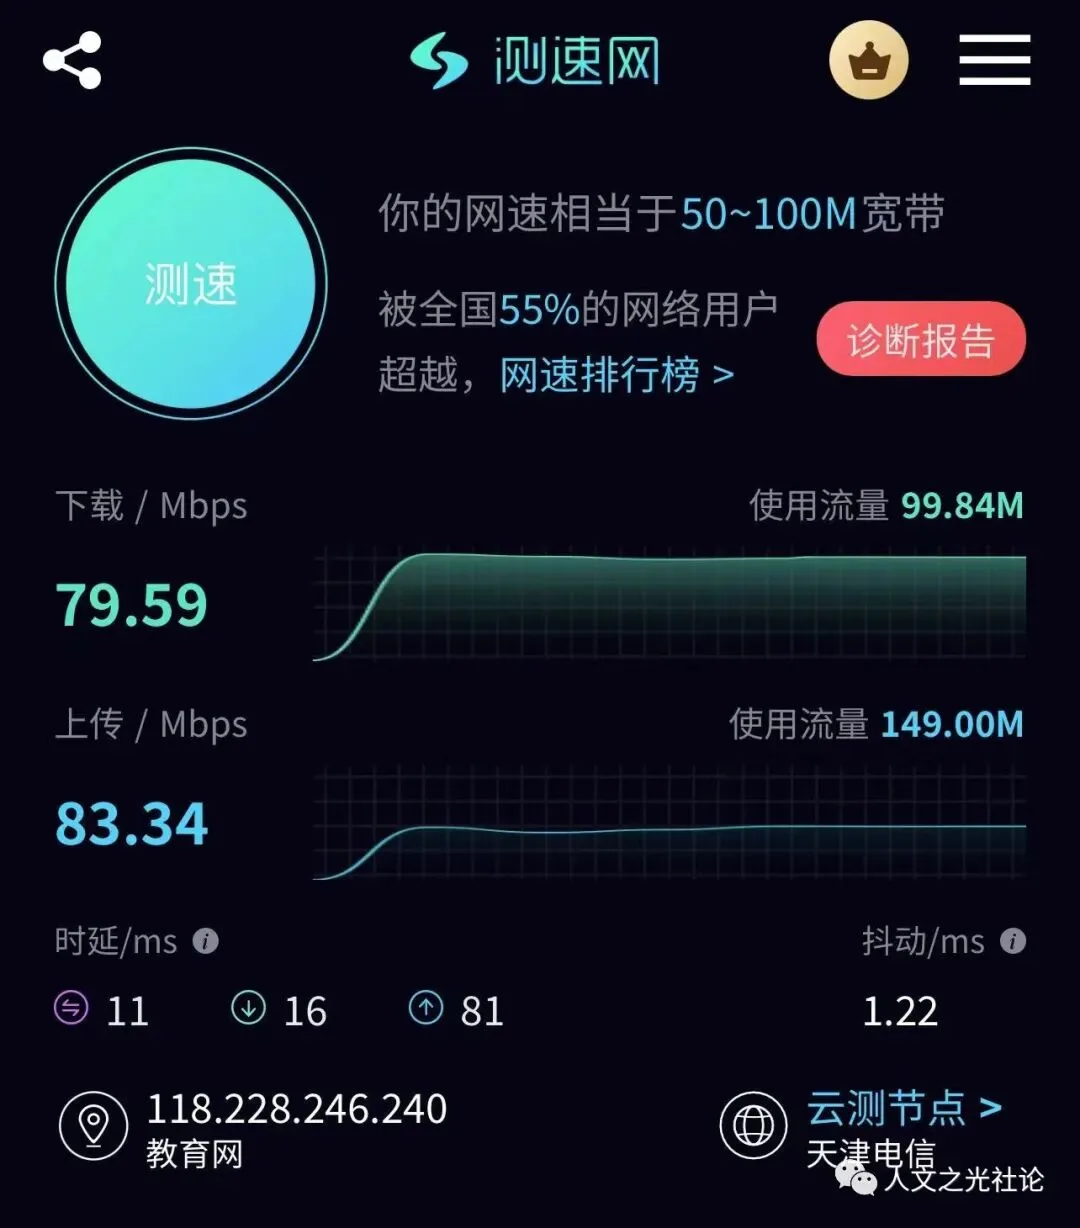 测速网
测速
你的网速相当于50~100M宽带
被全国55%的网络用户
超越，网速排行榜 >
诊断报告
下载 / Mbps
使用流量 99.84M
79.59
上传 / Mbps
使用流量 149.00M
83.34
时延/ms
抖动/ms
11
16
81
1.22
118.228.246.240
教育网
云测节点 >
天津电信
人文之光社论